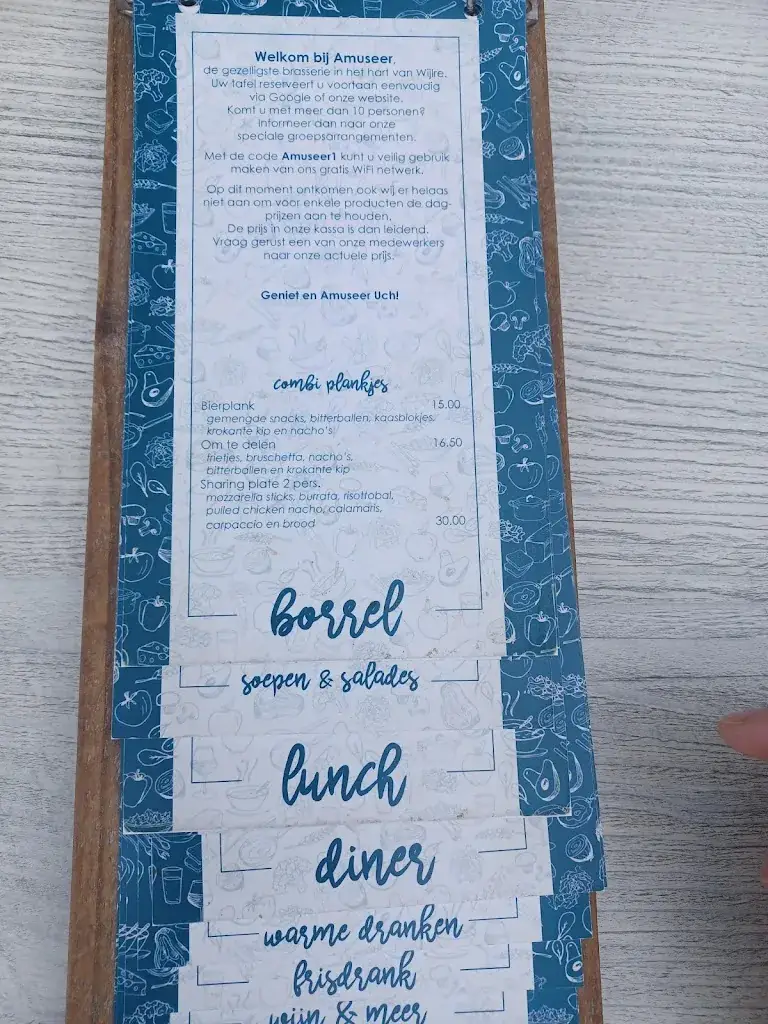 Welkom bij Amuseer,
de gezelligste brasserie in het hart van Wijlre.
Uw tafel reserveert u voortaan eenvoudig
via Google of onze website.
Komt u met meer dan 10 personen?
Informeer dan naar onze
speciale groepsarrangementen.
Met de code Amuseer1 kunt u veilig gebruik
maken van ons gratis WiFi netwerk.
Op dit moment ontkomen ook wij er helaas
niet aan om voor enkele producten de dag-
prijzen aan te houden.
De prijs in onze kassa is dan leidend.
Vraag gerust een van onze medewerkers
naar onze actuele prijs.
Geniet en Amuseer Uch!
combi plankjes
Bierplank 15.00
gemengde snacks, bitterballen, kaasblokjes,
krokante kip en nacho's
Om te delen 16.50
frietjes, bruschetta, nacho's,
bitterballen en krokante kip
Sharing plate 2 pers.
mozzarella sticks, burrata, risottobal,
pulled chicken nacho, calamaris,
carpaccio en brood 30.00
borrel
soepen & salades
lunch
diner
warme dranken
frisdrank
wijn & meer